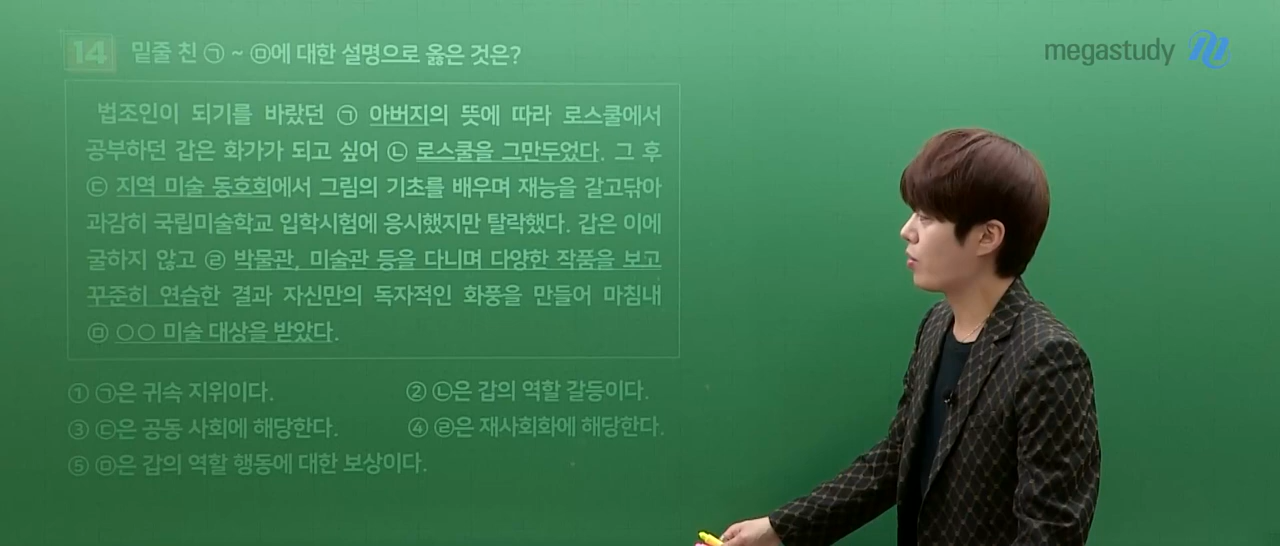 14 밑줄 친 ㉠ ~ ㉤에 대한 설명으로 옳은 것은?
megastudy
법조인이 되기를 바랐던 ㉠ 아버지의 뜻에 따라 로스쿨에서
공부하던 갑은 화가가 되고 싶어 ㉡ 로스쿨을 그만두었다. 그 후
㉢ 지역 미술 동호회에서 그림의 기초를 배우며 재능을 갈고닦아
과감히 국립미술학교 입학시험에 응시했지만 탈락했다. 갑은 이에
굴하지 않고 ㉣ 박물관, 미술관 등을 다니며 다양한 작품을 보고
꾸준히 연습한 결과 자신만의 독자적인 화풍을 만들어 마침내
㉤ ○○ 미술 대상을 받았다.
① ㉠은 귀속 지위이다. ② ㉡은 갑의 역할 갈등이다.
③ ㉢은 공동 사회에 해당한다. ④ ㉣은 재사회화에 해당한다.
⑤ ㉤은 갑의 역할 행동에 대한 보상이다.